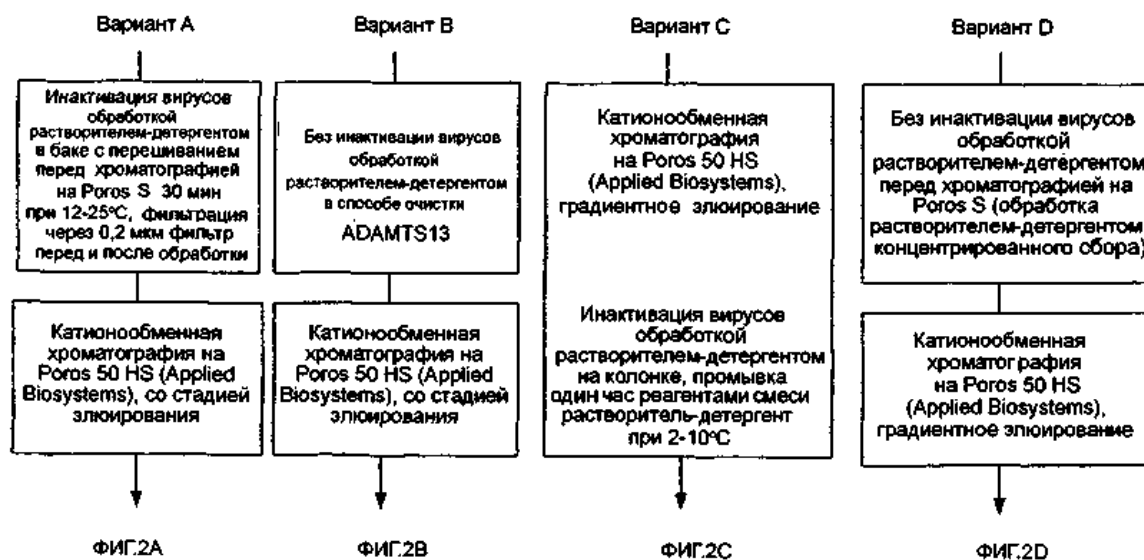 Вариант A
Инактивация вирусов
обработкой
растворителем-детергентом
в баке с перешиванием
перед хроматографией
на Poros S 30 мин
при 12-25°C, фильтрация
через 0,2 мкм фильтр
перед и после обработки
Катионообменная
хроматография на
Poros 50 HS (Applied
Biosystems), со стадией
элюирования
ФИГ.2A
Вариант B
Без инактивации вирусов
обработкой
растворителем-детергентом
в способе очистки
ADAMTS13
Катионообменная
хроматография на
Poros 50 HS (Applied
Biosystems), со стадией
элюирования
ФИГ.2B
Вариант C
Катионообменная
хроматография
на Poros 50 HS
(Applied Biosystems),
градиентное элюирование
Инактивация вирусов
обработкой
растворителем-детергентом
на колонке, промывка
один час реагентами смеси
растворитель-детергент
при 2-10°C
ФИГ.2C
Вариант D
Без инактивации вирусов
обработкой
растворителем-детергентом
перед хроматографией на
Poros S (обработка
растворителем-детергентом
концентрированного сбора)
Катионообменная
хроматография
на Poros 50 HS
(Applied Biosystems),
градиентное элюирование
ФИГ.2D